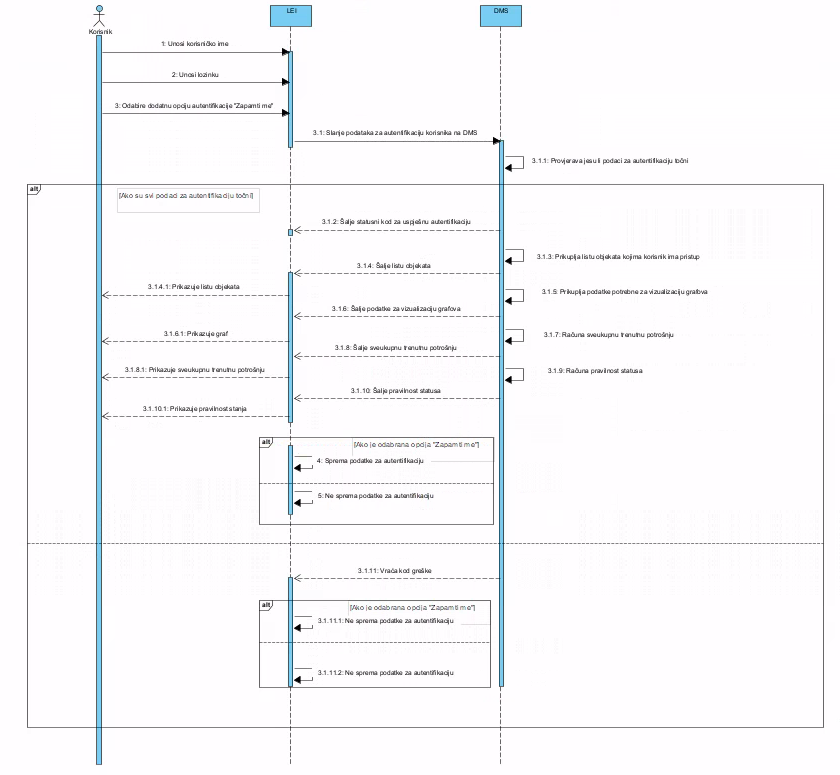 LEI
DMS
Korisnik
1: Unosi korisničko ime
2: Unosi lozinku
3: Odabire dodatnu opciju autentifikacije "Zapamti me"
3.1: Slanje podataka za autentifikaciju korisnika na DMS
3.1.1: Provjerava jesu li podaci za autentifikaciju točni
alt
[Ako su svi podaci za autentifikaciju točni]
3.1.2: Šalje statusni kod za uspješnu autentifikaciju
3.1.3: Prikuplja listu objekata kojima korisnik ima pristup
3.1.4: Šalje listu objekata
3.1.4.1: Prikazuje listu objekata
3.1.5: Prikuplja podatke potrebne za vizualizaciju grafova
3.1.6: Šalje podatke za vizualizaciju grafova
3.1.6.1: Prikazuje graf
3.1.7: Računa sveukupnu trenutnu potrošnju
3.1.8: Šalje sveukupnu trenutnu potrošnju
3.1.8.1: Prikazuje sveukupnu trenutnu potrošnju
3.1.9: Računa pravilnost statusa
3.1.10: Šalje pravilnost statusa
3.1.10.1: Prikazuje pravilnost stanja
alt
[Ako je odabrana opcija "Zapamti me"]
4: Sprema podatke za autentifikaciju
5: Ne sprema podatke za autentifikaciju
3.1.11: Vraća kod greške
alt
[Ako je odabrana opcija "Zapamti me"]
3.1.11.1: Ne sprema podatke za autentifikaciju
3.1.11.2: Ne sprema podatke za autentifikaciju